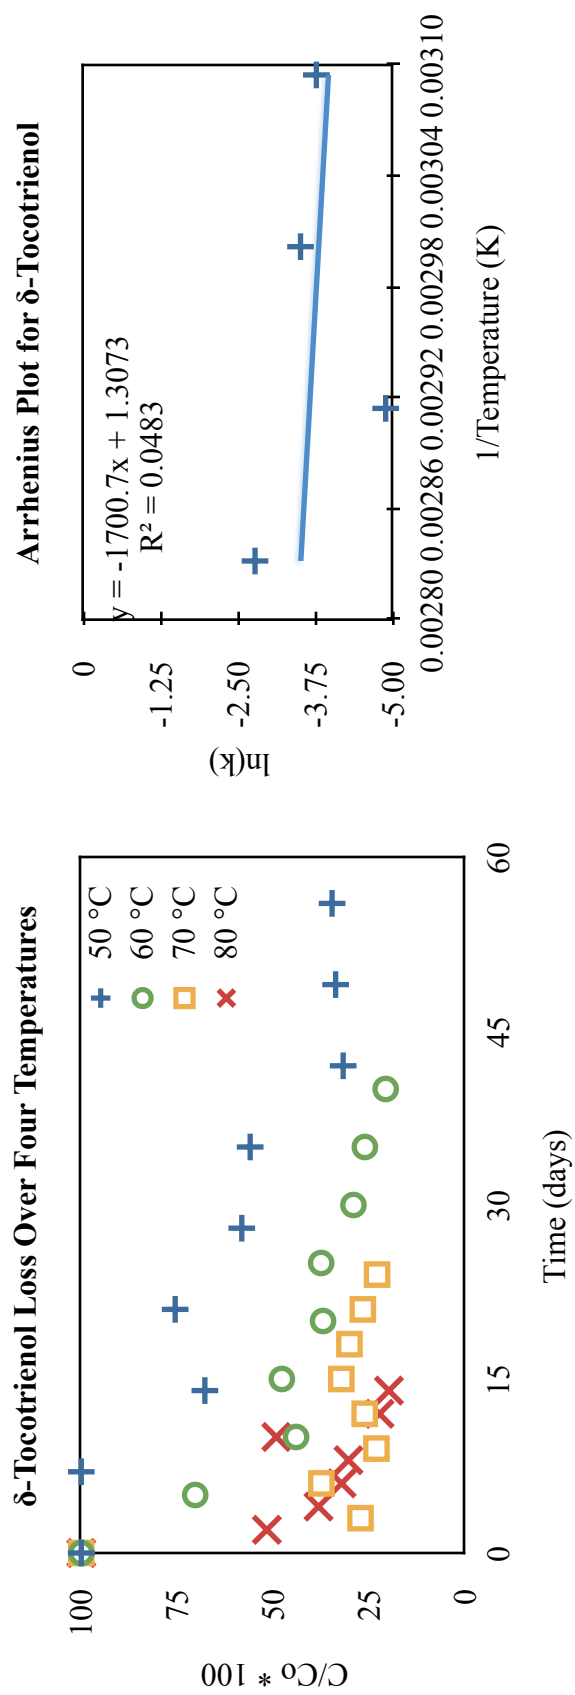 δ-Tocotrienol Loss Over Four Temperatures
100
75
50
25
0
C/Co * 100
0
15
30
45
60
Time (days)
50 °C
60 °C
70 °C
80 °C
Arrhenius Plot for δ-Tocotrienol
y = -1700.7x + 1.3073
R² = 0.0483
0
-1.25
-2.50
-3.75
-5.00
ln(k)
0.00280 0.00286 0.00292 0.00298 0.00304 0.00310
1/Temperature (K)